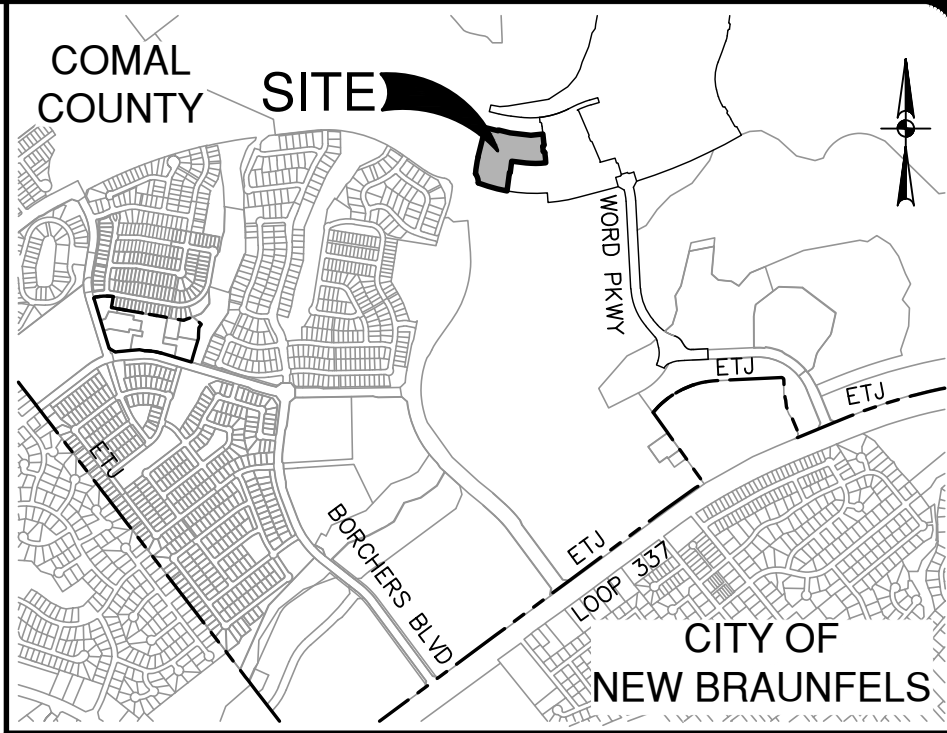 COMAL
COUNTY
SITE
WORD PKWY
ETJ
ETJ
ETJ
BORCHERS BLVD
ETJ
LOOP 337
CITY OF
NEW BRAUNFELS